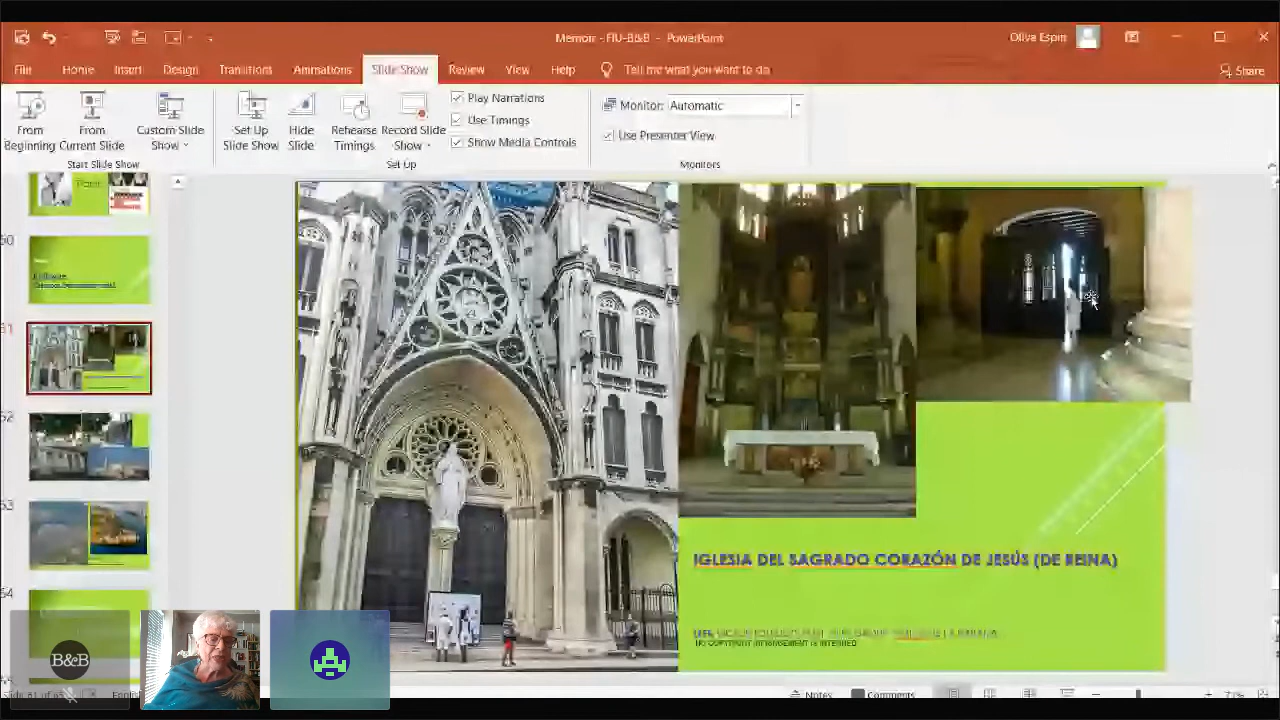 Memoir - FIU-B&B - PowerPoint
Oliva Espin
File Home Insert Design Transitions Animations Slide Show Review View Help Tell me what you want to do
Share
From Beginning
From Current Slide
Custom Slide Show
Set Up Slide Show
Hide Slide
Rehearse Timings
Record Slide Show
Play Narrations
Use Timings
Show Media Controls
Monitor: Automatic
Use Presenter View
Start Slide Show
Set Up
Monitors
IGLESIA DEL SAGRADO CORAZÓN DE JESÚS (DE REINA)
NO COPYRIGHT INFRINGEMENT IS INTENDED
B&B
Notes
Comments